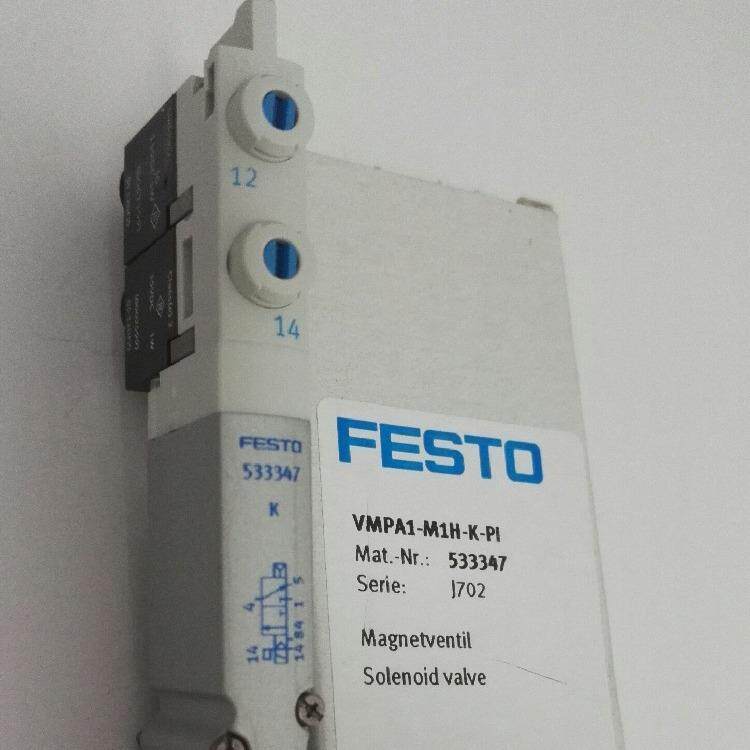 12
14
FESTO
533347
K
4
5
1
14
14 84
FESTO
VMPA1-M1H-K-PI
Mat.-Nr.: 533347
Serie: J702
Magnetventil
Solenoid valve